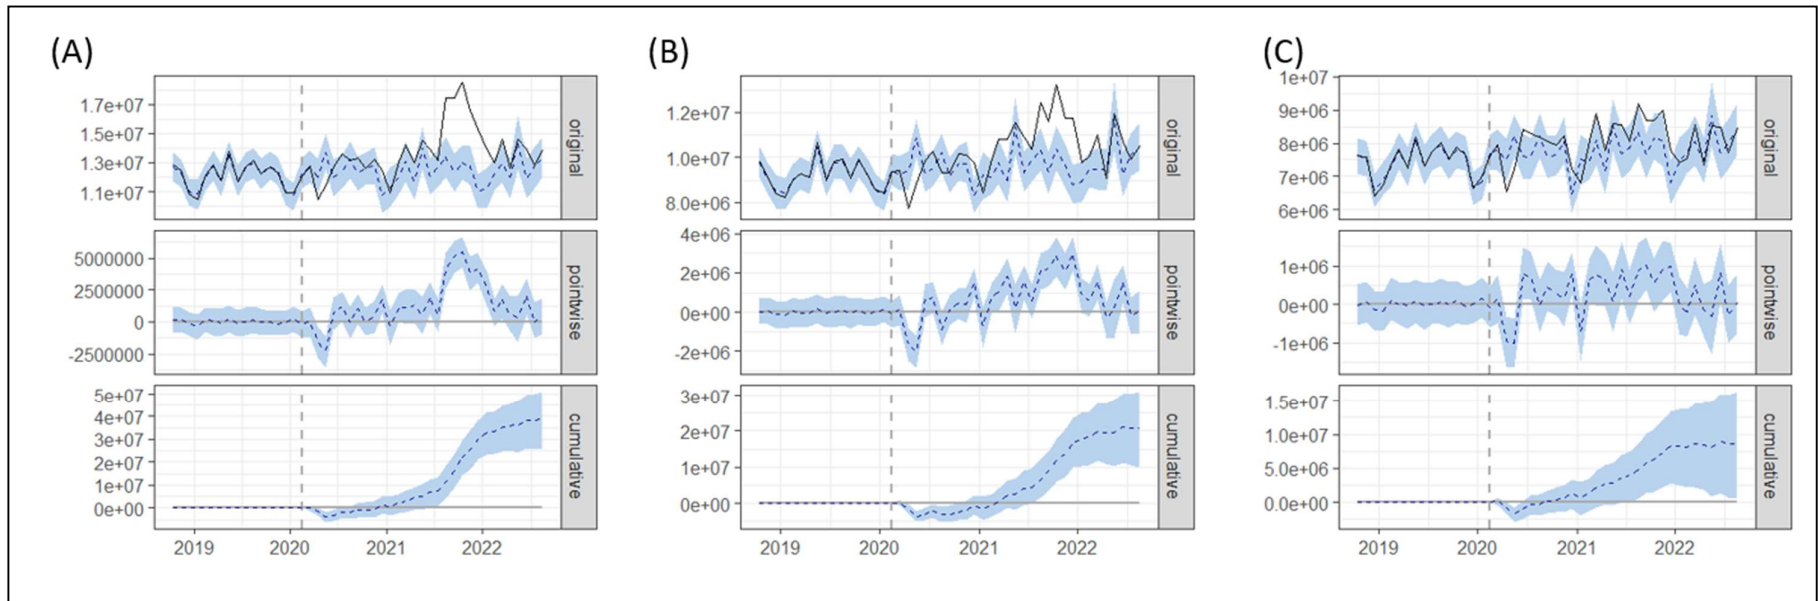 (A)
1.7e+07
1.5e+07
1.3e+07
1.1e+07
original
5000000
2500000
0
-2500000
pointwise
5e+07
4e+07
3e+07
2e+07
1e+07
0e+00
cumulative
2019 2020 2021 2022
(B)
1.2e+07
1.0e+07
8.0e+06
original
4e+06
2e+06
0e+00
-2e+06
pointwise
3e+07
2e+07
1e+07
0e+00
cumulative
2019 2020 2021 2022
(C)
1e+07
9e+06
8e+06
7e+06
6e+06
original
1e+06
0e+00
-1e+06
pointwise
1.5e+07
1.0e+07
5.0e+06
0.0e+00
cumulative
2019 2020 2021 2022